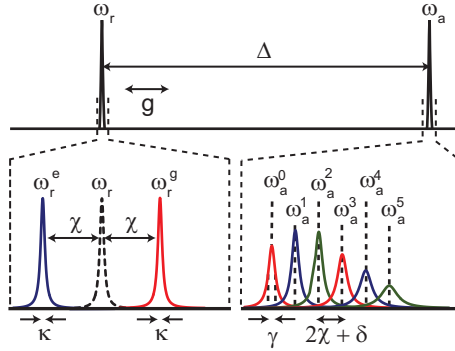 ω_r ω_a
Δ
g
ω_r^e ω_r ω_r^g
χ χ
κ κ
ω_a^0 ω_a^1 ω_a^2 ω_a^3 ω_a^4 ω_a^5
γ 2χ + δ